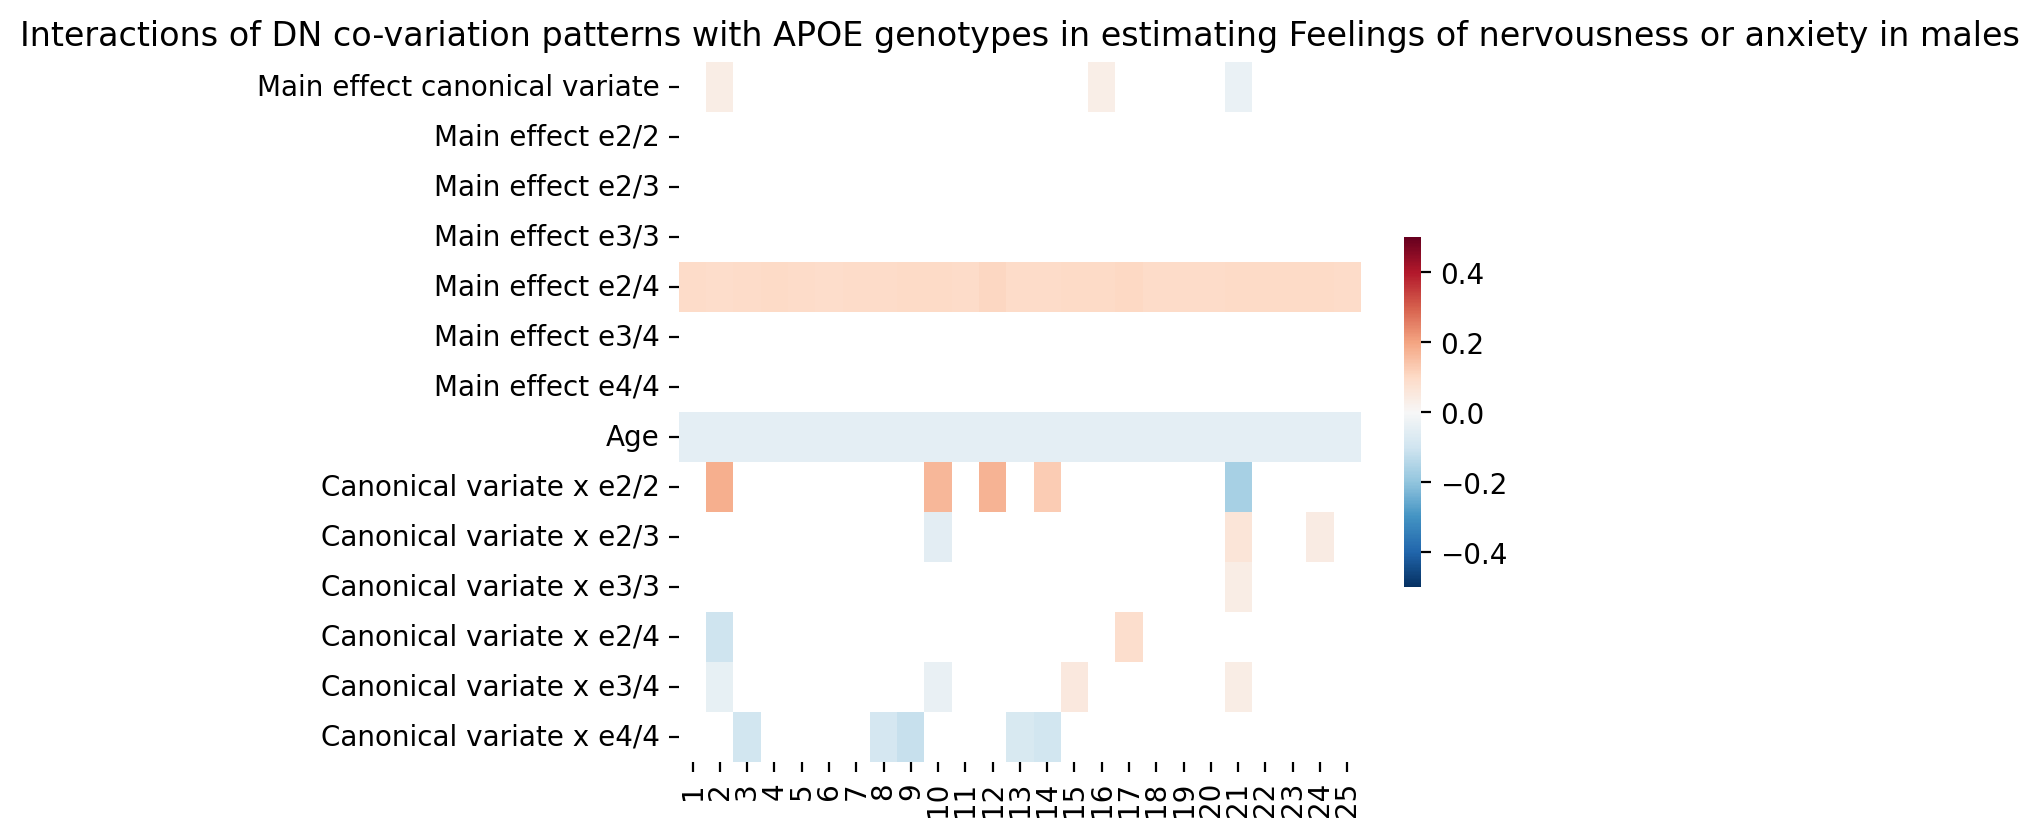 Interactions of DN co-variation patterns with APOE genotypes in estimating Feelings of nervousness or anxiety in males
Main effect canonical variate
Main effect e2/2
Main effect e2/3
Main effect e3/3
Main effect e2/4
Main effect e3/4
Main effect e4/4
Age
Canonical variate x e2/2
Canonical variate x e2/3
Canonical variate x e3/3
Canonical variate x e2/4
Canonical variate x e3/4
Canonical variate x e4/4
1 2 3 4 5 6 7 8 9 10 11 12 13 14 15 16 17 18 19 20 21 22 23 24 25
0.4
0.2
0.0
−0.2
−0.4